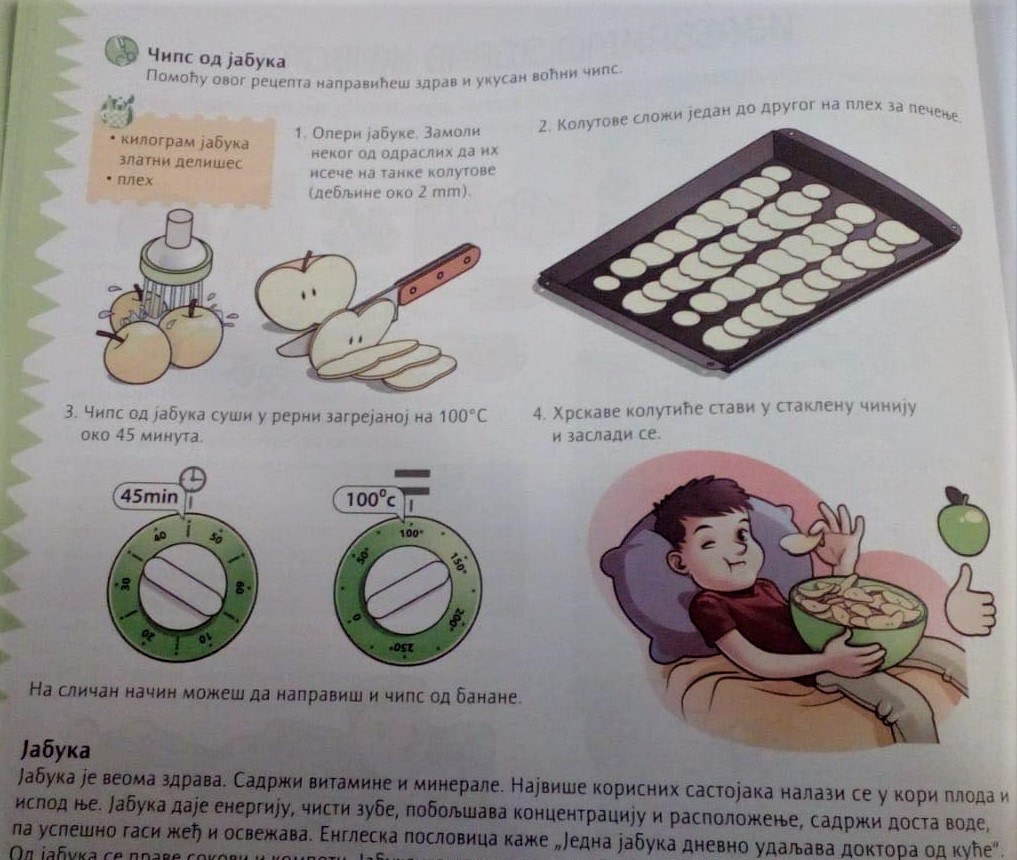 Чипс од јабука
Помоћу овог рецепта направићеш здрав и укусан воћни чипс.
• килограм јабука
златни делишес
• плех
1. Опери јабуке. Замоли
неког од одраслих да их
исече на танке колутове
(дебљине око 2 mm).
2. Колутове сложи један до другог на плех за печење.
3. Чипс од јабука суши у рерни загрејаној на 100°C
око 45 минута.
45min
40
50
30
60
20
10
100°c
100°
50°
150°
0
200°
250°
4. Хрскаве колутиће стави у стаклену чинију
и заслади се.
На сличан начин можеш да направиш и чипс од банане.
Јабука
Јабука је веома здрава. Садржи витамине и минерале. Највише корисних састојака налази се у кори плода и
испод ње. Јабука даје енергију, чисти зубе, побољшава концентрацију и расположење, садржи доста воде,
па успешно гаси жеђ и освежава. Енглеска пословица каже „Једна јабука дневно удаљава доктора од куће".
Од јабука се праве сокови и компоти.